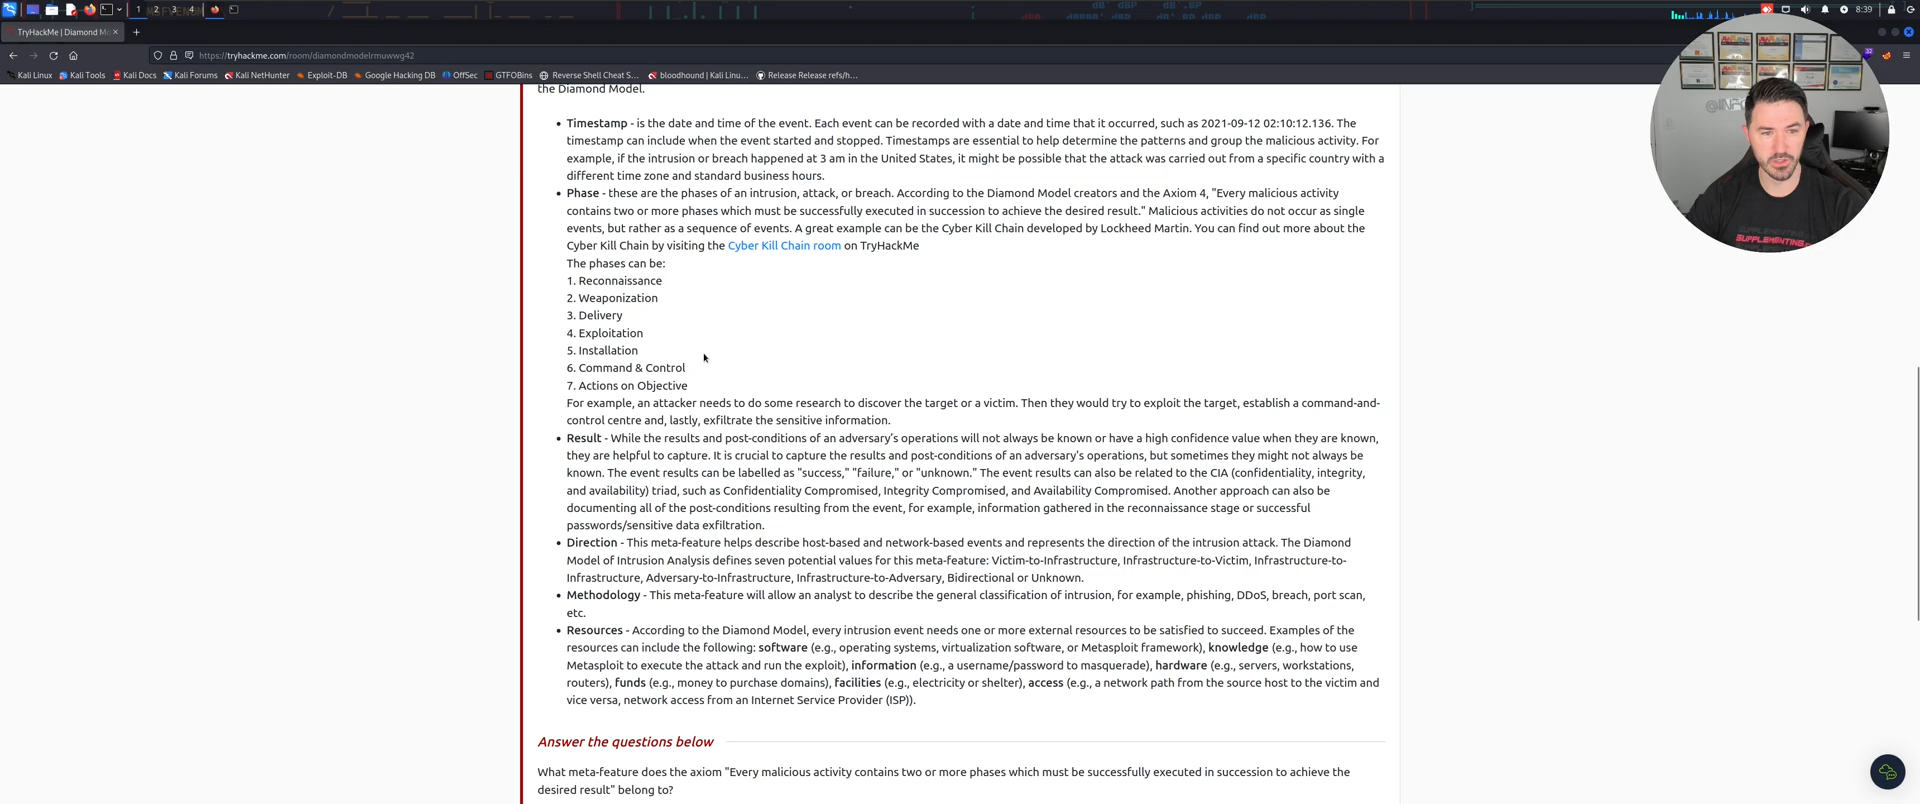 8:39
TryHackMe | Diamond Mo
https://tryhackme.com/room/diamondmodelrmuwwg42
Kali Linux Kali Tools Kali Docs Kali Forums Kali NetHunter Exploit-DB Google Hacking DB OffSec GTFOBins Reverse Shell Cheat S... bloodhound | Kali Linu... Release Release refs/h...
the Diamond Model.
• Timestamp - is the date and time of the event. Each event can be recorded with a date and time that it occurred, such as 2021-09-12 02:10:12.136. The
timestamp can include when the event started and stopped. Timestamps are essential to help determine the patterns and group the malicious activity. For
example, if the intrusion or breach happened at 3 am in the United States, it might be possible that the attack was carried out from a specific country with a
different time zone and standard business hours.
• Phase - these are the phases of an intrusion, attack, or breach. According to the Diamond Model creators and the Axiom 4, "Every malicious activity
contains two or more phases which must be successfully executed in succession to achieve the desired result." Malicious activities do not occur as single
events, but rather as a sequence of events. A great example can be the Cyber Kill Chain developed by Lockheed Martin. You can find out more about the
Cyber Kill Chain by visiting the Cyber Kill Chain room on TryHackMe
The phases can be:
1. Reconnaissance
2. Weaponization
3. Delivery
4. Exploitation
5. Installation
6. Command & Control
7. Actions on Objective
For example, an attacker needs to do some research to discover the target or a victim. Then they would try to exploit the target, establish a command-and-
control centre and, lastly, exfiltrate the sensitive information.
• Result - While the results and post-conditions of an adversary's operations will not always be known or have a high confidence value when they are known,
they are helpful to capture. It is crucial to capture the results and post-conditions of an adversary's operations, but sometimes they might not always be
known. The event results can be labelled as "success," "failure," or "unknown." The event results can also be related to the CIA (confidentiality, integrity,
and availability) triad, such as Confidentiality Compromised, Integrity Compromised, and Availability Compromised. Another approach can also be
documenting all of the post-conditions resulting from the event, for example, information gathered in the reconnaissance stage or successful
passwords/sensitive data exfiltration.
• Direction - This meta-feature helps describe host-based and network-based events and represents the direction of the intrusion attack. The Diamond
Model of Intrusion Analysis defines seven potential values for this meta-feature: Victim-to-Infrastructure, Infrastructure-to-Victim, Infrastructure-to-
Infrastructure, Adversary-to-Infrastructure, Infrastructure-to-Adversary, Bidirectional or Unknown.
• Methodology - This meta-feature will allow an analyst to describe the general classification of intrusion, for example, phishing, DDoS, breach, port scan,
etc.
• Resources - According to the Diamond Model, every intrusion event needs one or more external resources to be satisfied to succeed. Examples of the
resources can include the following: software (e.g., operating systems, virtualization software, or Metasploit framework), knowledge (e.g., how to use
Metasploit to execute the attack and run the exploit), information (e.g., a username/password to masquerade), hardware (e.g., servers, workstations,
routers), funds (e.g., money to purchase domains), facilities (e.g., electricity or shelter), access (e.g., a network path from the source host to the victim and
vice versa, network access from an Internet Service Provider (ISP)).
Answer the questions below
What meta-feature does the axiom "Every malicious activity contains two or more phases which must be successfully executed in succession to achieve the
desired result" belong to?